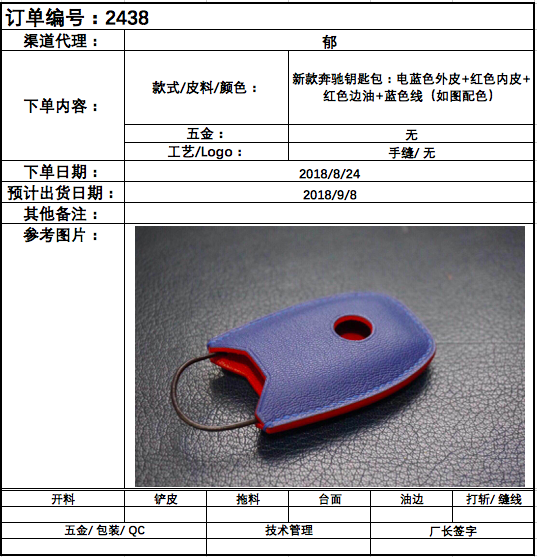 订单编号：2438
渠道代理：
郁
下单内容：
款式/皮料/颜色：
新款奔驰钥匙包：电蓝色外皮+红色内皮+
红色边油+蓝色线（如图配色）
五金：
无
工艺/Logo：
手缝/ 无
下单日期：
2018/8/24
预计出货日期：
2018/9/8
其他备注：
参考图片：
开料 铲皮 拖料 台面 油边 打斩/ 缝线
五金/ 包装/ QC 技术管理 厂长签字